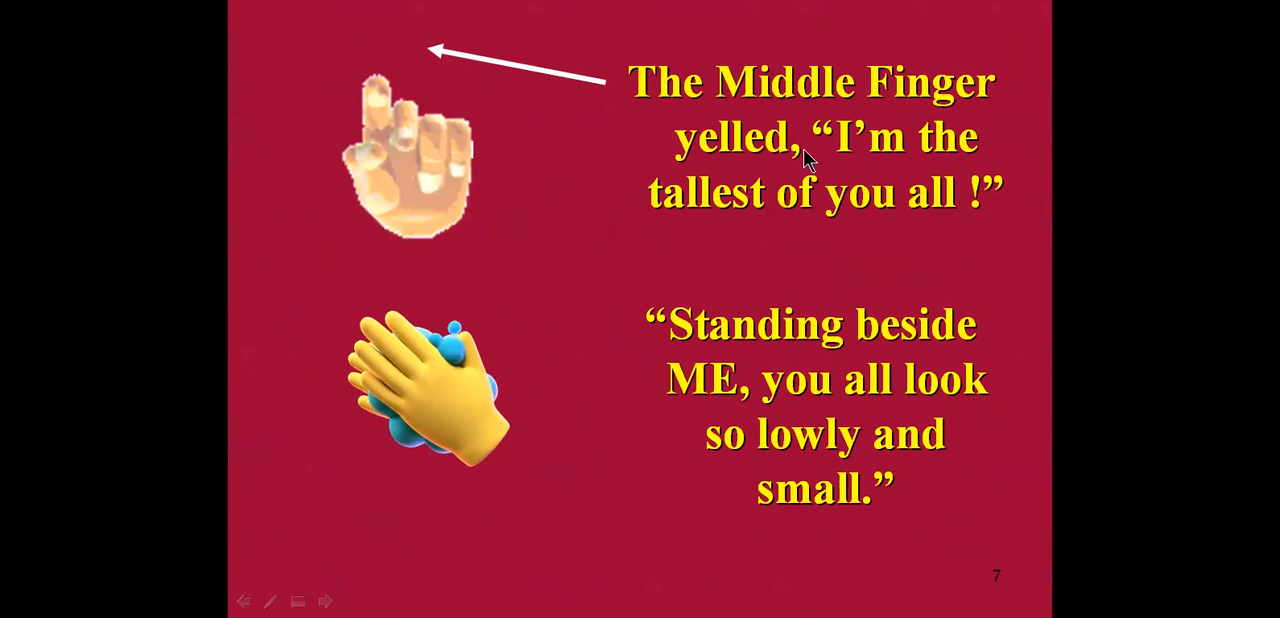 The Middle Finger
yelled, “I’m the
tallest of you all !”
“Standing beside
ME, you all look
so lowly and
small.”
7